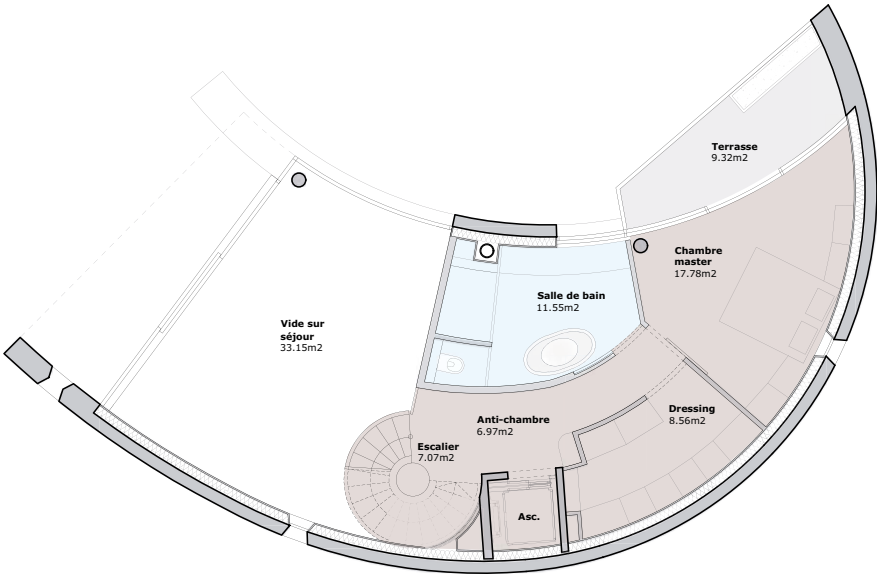 Terrasse
9.32m2
Chambre
master
17.78m2
Salle de bain
11.55m2
Vide sur
séjour
33.15m2
Anti-chambre
6.97m2
Dressing
8.56m2
Escalier
7.07m2
Asc.